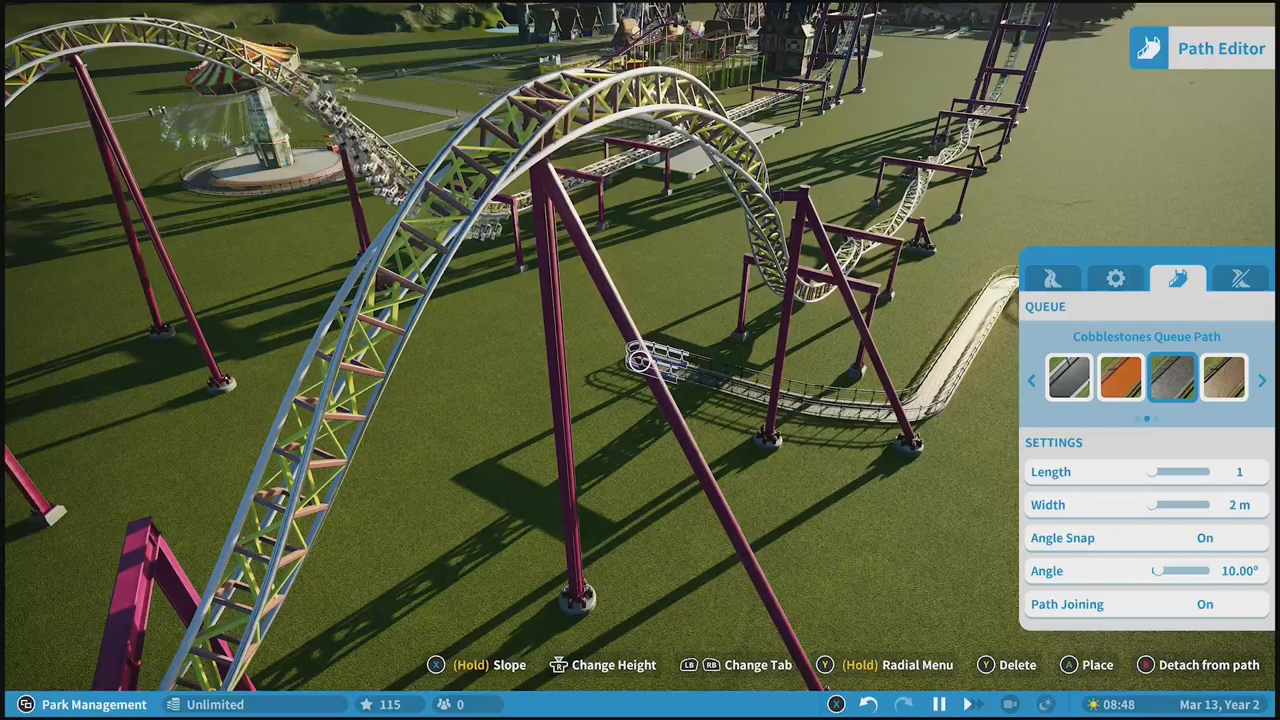 Path Editor
QUEUE
Cobblestones Queue Path
SETTINGS
Length 1
Width 2 m
Angle Snap On
Angle 10.00°
Path Joining On
X (Hold) Slope R Change Height LB RB Change Tab Y (Hold) Radial Menu Y Delete A Place B Detach from path
Park Management Unlimited 115 0 X 08:48 Mar 13, Year 2